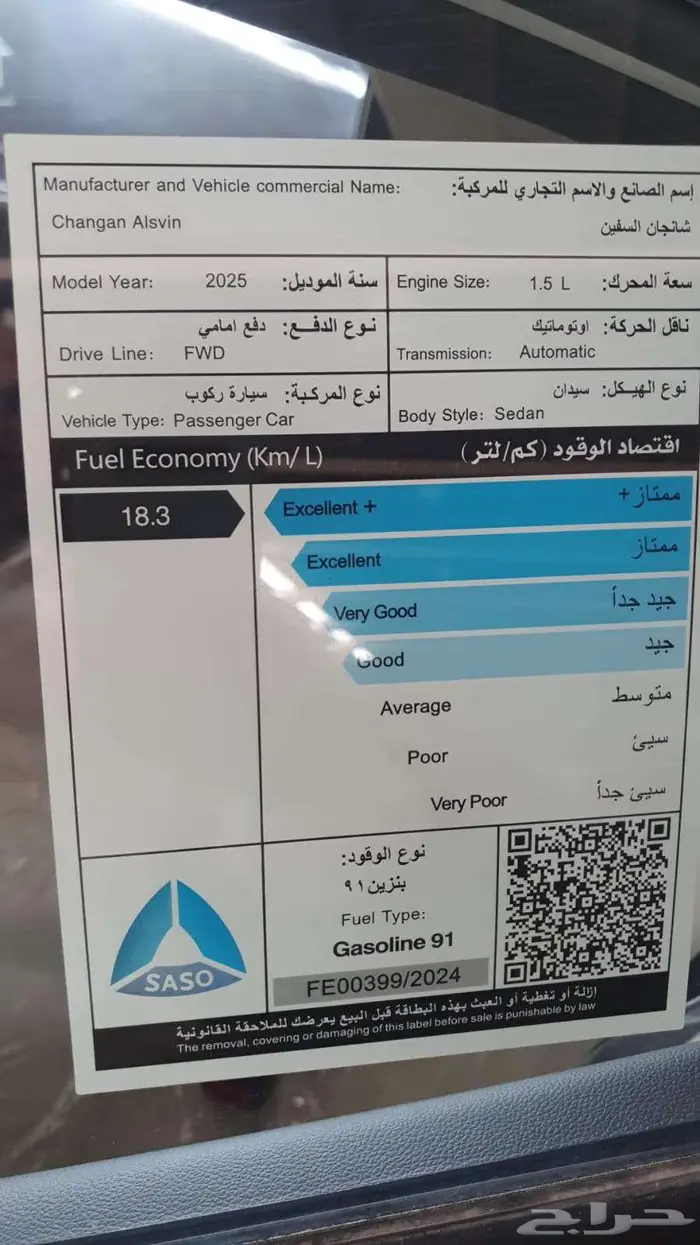 Manufacturer and Vehicle commercial Name: إسم الصانع والاسم التجاري للمركبة:
Changan Alsvin شانجان السفين
Model Year: 2025 سنة الموديل:
Engine Size: 1.5 L سعة المحرك:
نوع الدفع: دفع امامي
Drive Line: FWD
ناقل الحركة: اوتوماتيك
Transmission: Automatic
نوع المركبة: سيارة ركوب
Vehicle Type: Passenger Car
نوع الهيكل: سيدان
Body Style: Sedan
Fuel Economy (Km/ L) اقتصاد الوقود (كم/لتر)
18.3
Excellent + ممتاز +
Excellent ممتاز
Very Good جيد جداً
Good جيد
Average متوسط
Poor سيئ
Very Poor سيئ جداً
SASO
نوع الوقود:
بنزين ٩١
Fuel Type:
Gasoline 91
FE00399/2024
إزالة أو تغطية أو العبث بهذه البطاقة قبل البيع يعرضك للملاحقة القانونية
The removal, covering or damaging of this label before sale is punishable by law
حراج